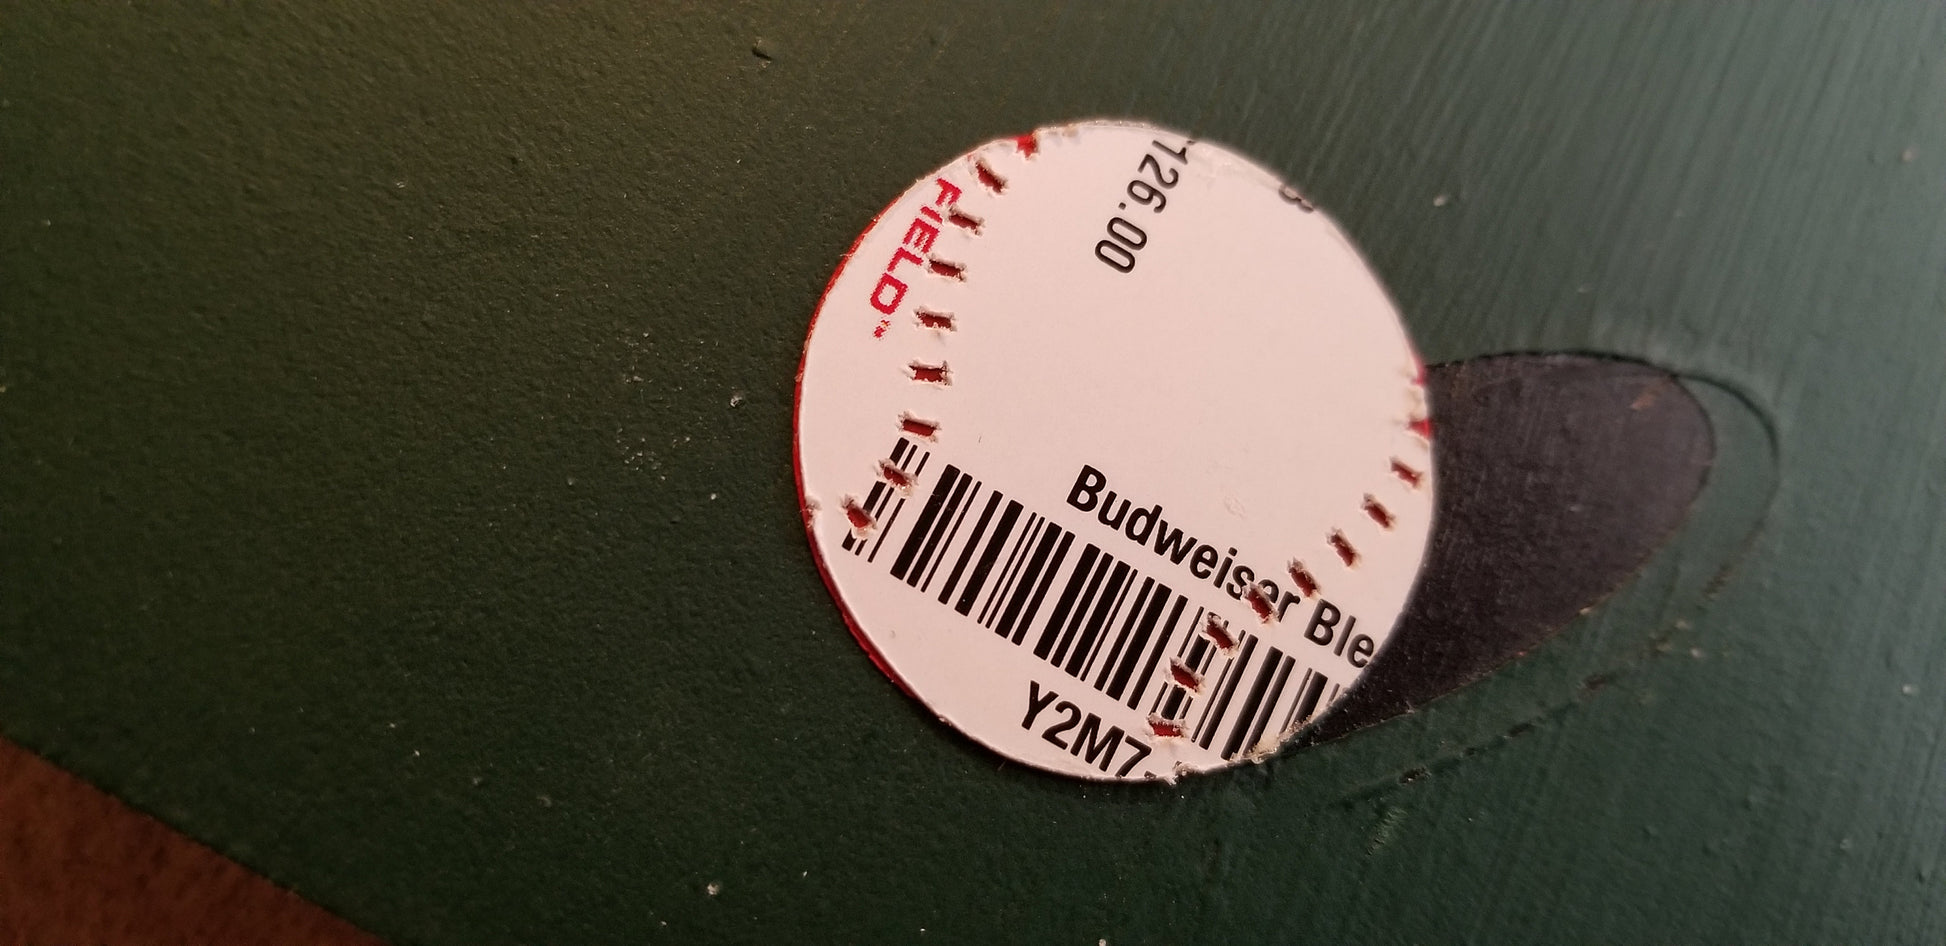 FIELD
126.00
Budweiser Ble
Y2M7